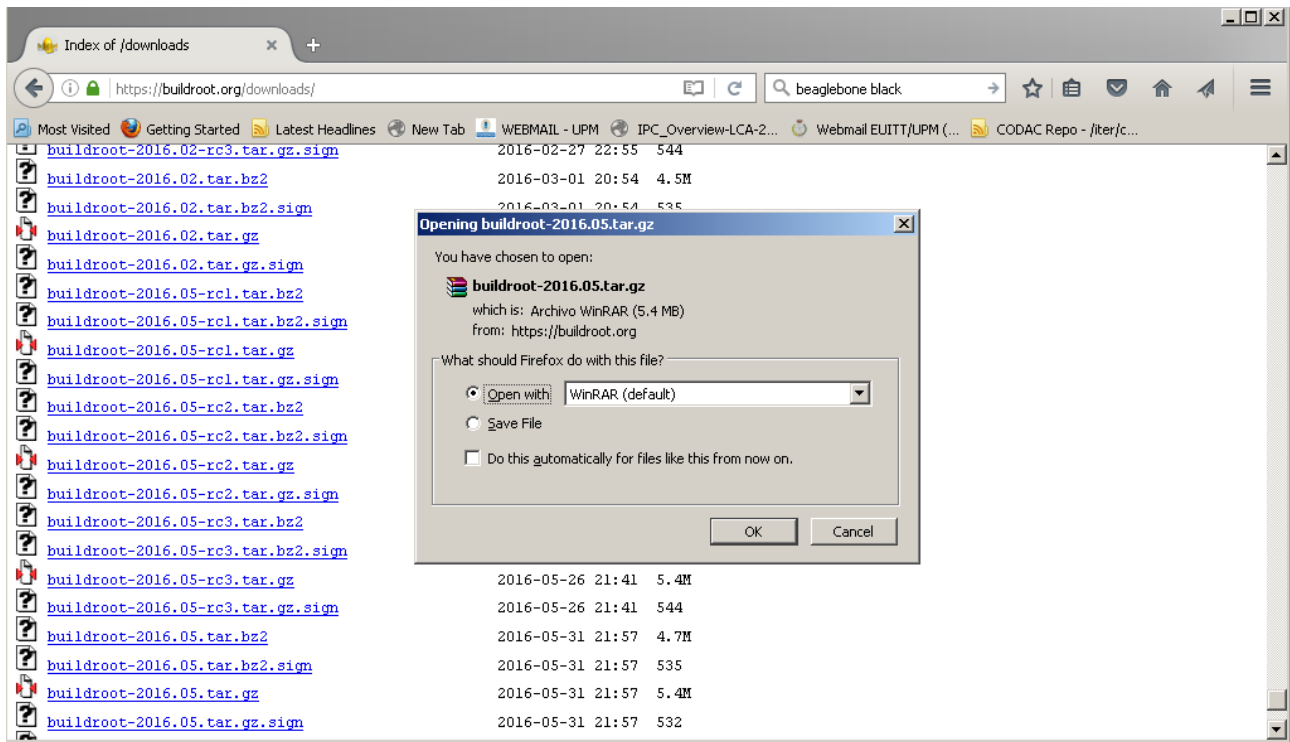 Index of /downloads
https://buildroot.org/downloads/
beaglebone black
Most Visited Getting Started Latest Headlines New Tab WEBMAIL - UPM IPC_Overview-LCA-2... Webmail EUITT/UPM (... CODAC Repo - /iter/c...
buildroot-2016.02-rc3.tar.gz.sign 2016-02-27 22:55 544
buildroot-2016.02.tar.bz2 2016-03-01 20:54 4.5M
buildroot-2016.02.tar.bz2.sign 2016-03-01 20:54 535
buildroot-2016.02.tar.gz
buildroot-2016.02.tar.gz.sign
buildroot-2016.05-rc1.tar.bz2
buildroot-2016.05-rc1.tar.bz2.sign
buildroot-2016.05-rc1.tar.gz
buildroot-2016.05-rc1.tar.gz.sign
buildroot-2016.05-rc2.tar.bz2
buildroot-2016.05-rc2.tar.bz2.sign
buildroot-2016.05-rc2.tar.gz
buildroot-2016.05-rc2.tar.gz.sign
buildroot-2016.05-rc3.tar.bz2
buildroot-2016.05-rc3.tar.bz2.sign
buildroot-2016.05-rc3.tar.gz 2016-05-26 21:41 5.4M
buildroot-2016.05-rc3.tar.gz.sign 2016-05-26 21:41 544
buildroot-2016.05.tar.bz2 2016-05-31 21:57 4.7M
buildroot-2016.05.tar.bz2.sign 2016-05-31 21:57 535
buildroot-2016.05.tar.gz 2016-05-31 21:57 5.4M
buildroot-2016.05.tar.gz.sign 2016-05-31 21:57 532
Opening buildroot-2016.05.tar.gz
You have chosen to open:
buildroot-2016.05.tar.gz
which is: Archivo WinRAR (5.4 MB)
from: https://buildroot.org
What should Firefox do with this file?
Open with WinRAR (default)
Save File
Do this automatically for files like this from now on.
OK Cancel